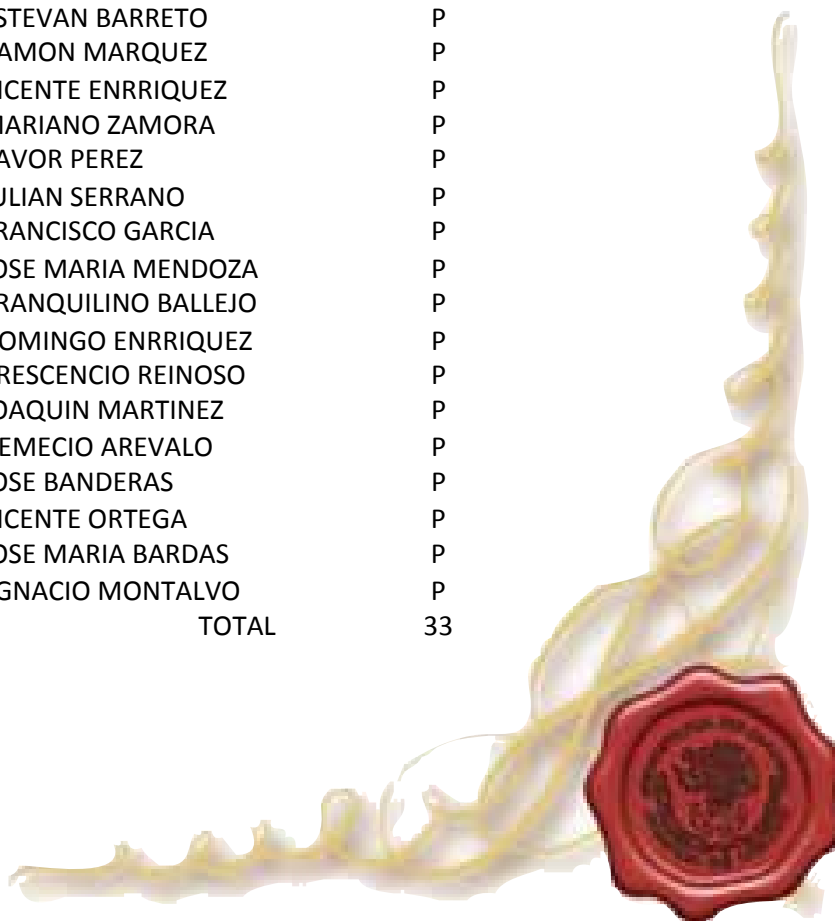 STEVAN BARRETO P
AMON MARQUEZ P
ICENTE ENRRIQUEZ P
MARIANO ZAMORA P
AVOR PEREZ P
ULIAN SERRANO P
RANCISCO GARCIA P
OSE MARIA MENDOZA P
RANQUILINO BALLEJO P
OMINGO ENRRIQUEZ P
RESCENCIO REINOSO P
OAQUIN MARTINEZ P
EMECIO AREVALO P
OSE BANDERAS P
ICENTE ORTEGA P
OSE MARIA BARDAS P
GNACIO MONTALVO P
TOTAL 33